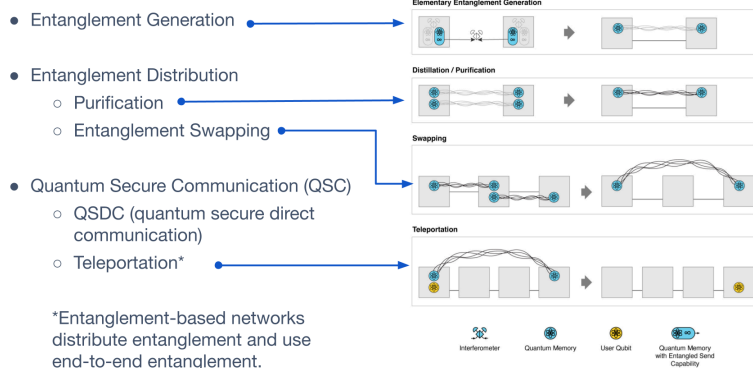 Elementary Entanglement Generation
● Entanglement Generation
● Entanglement Distribution
○ Purification
○ Entanglement Swapping
● Quantum Secure Communication (QSC)
○ QSDC (quantum secure direct
communication)
○ Teleportation*
*Entanglement-based networks
distribute entanglement and use
end-to-end entanglement.
Distillation / Purification
Swapping
Teleportation
Interferometer
Quantum Memory
User Qubit
Quantum Memory
with Entangled Send
Capability